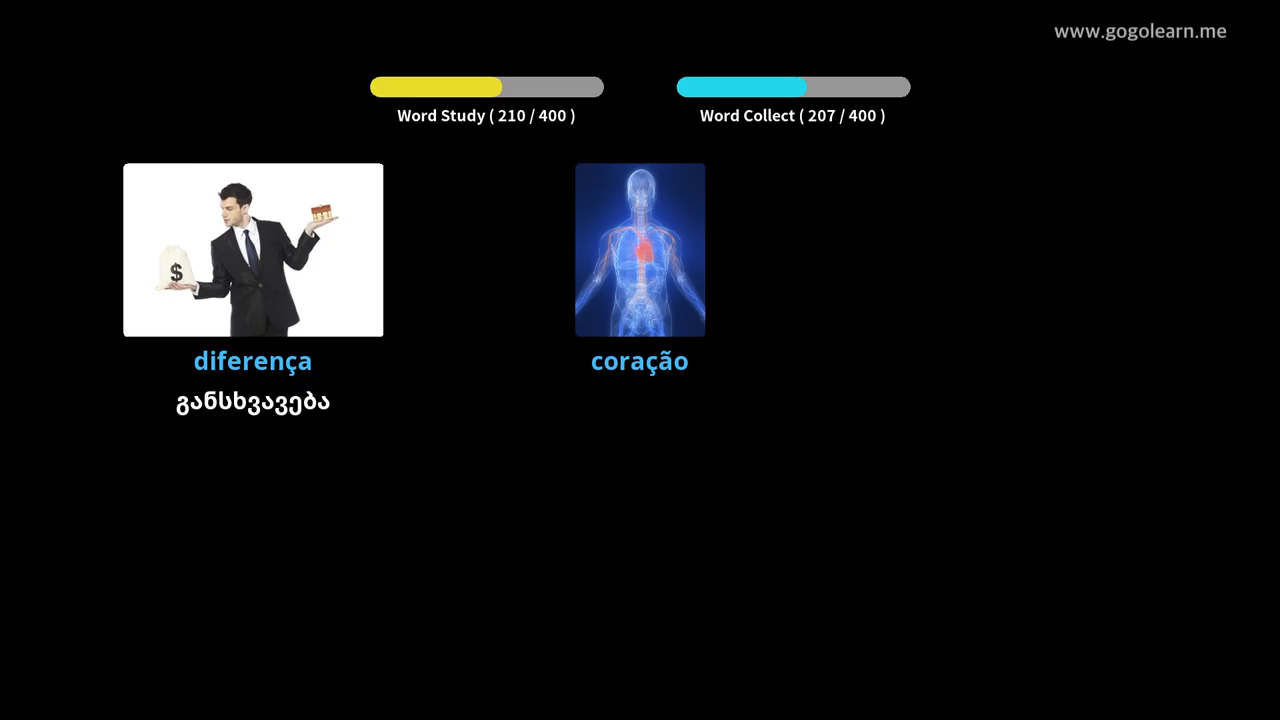 www.gogolearn.me
Word Study ( 210 / 400 )
Word Collect ( 207 / 400 )
$
diferença
coração
განსხვავება